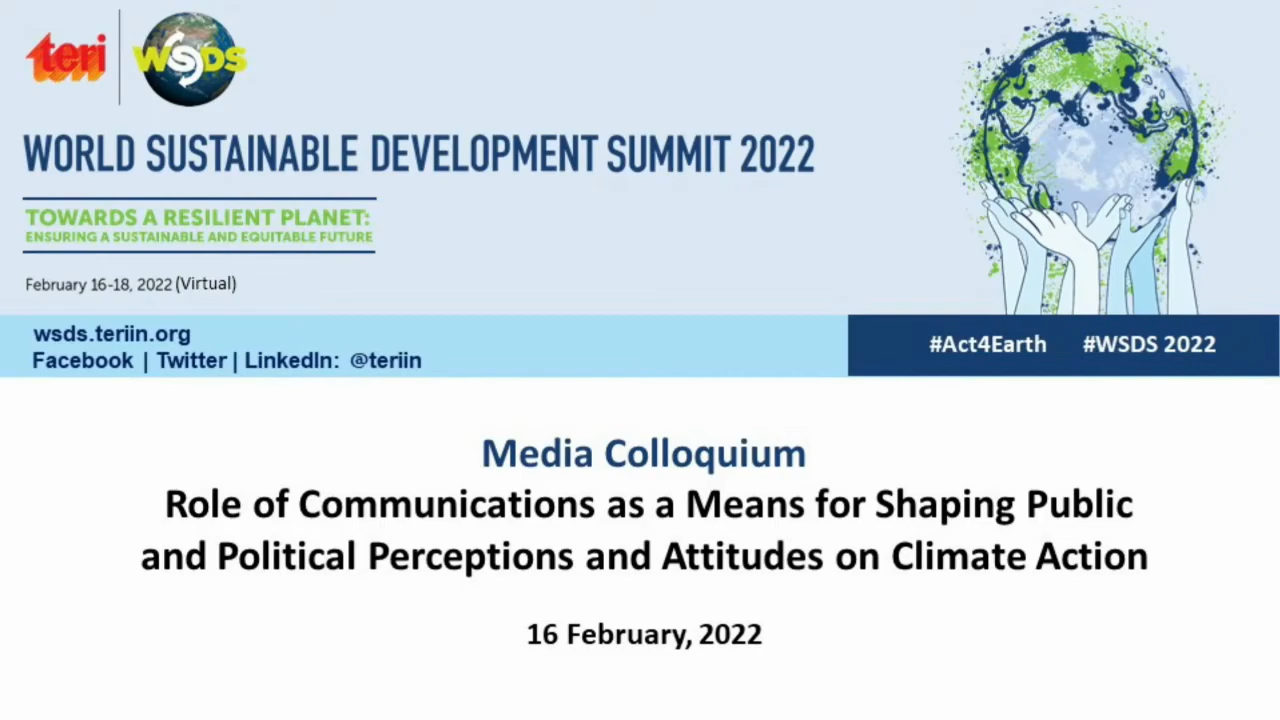 teri
WSDS
WORLD SUSTAINABLE DEVELOPMENT SUMMIT 2022
TOWARDS A RESILIENT PLANET:
ENSURING A SUSTAINABLE AND EQUITABLE FUTURE
February 16-18, 2022 (Virtual)
wsds.teriin.org
Facebook | Twitter | LinkedIn: @teriin
#Act4Earth #WSDS 2022
Media Colloquium
Role of Communications as a Means for Shaping Public
and Political Perceptions and Attitudes on Climate Action
16 February, 2022